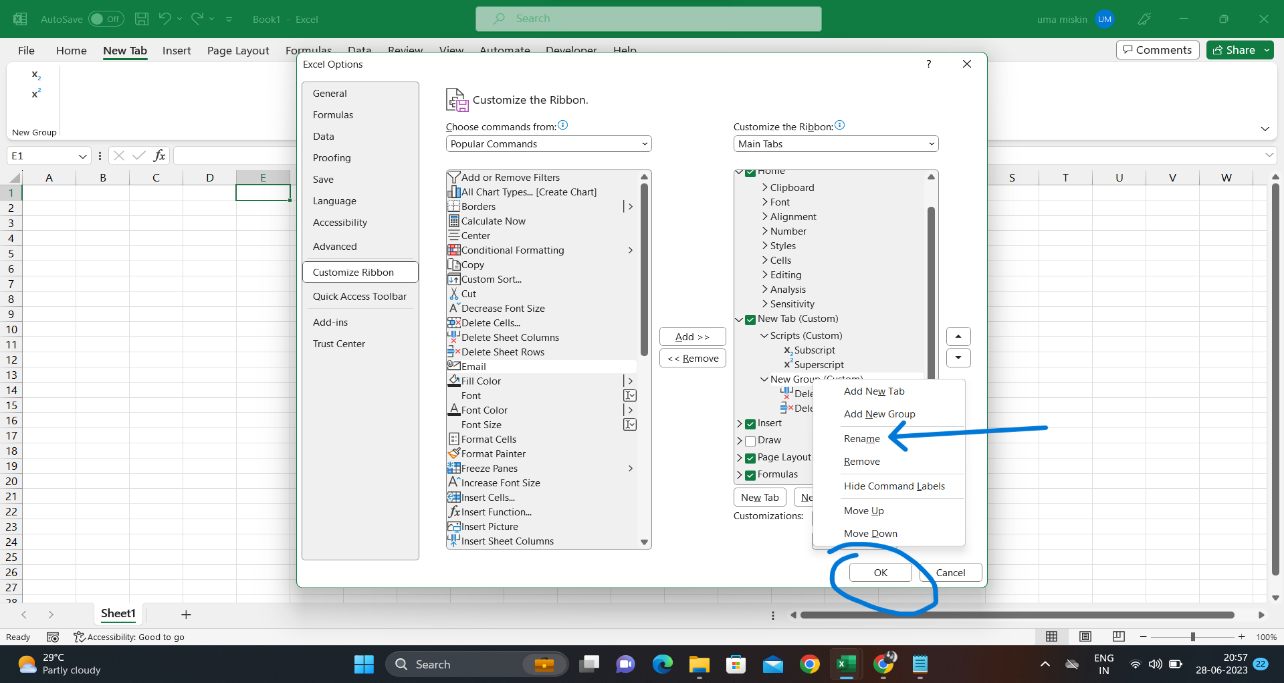 AutoSave Off Book1 - Excel Search uma miskin UM
File Home New Tab Insert Page Layout Formulas Data Review View Automate Developer Help Comments Share
x2
x2
New Group
E1 fx
A B C D E S T U V W
1
2
3
4
5
6
7
8
9
10
11
12
13
14
15
16
17
18
19
20
21
22
23
24
25
26
27
28
Excel Options ?
General
Formulas
Data
Proofing
Save
Language
Accessibility
Advanced
Customize Ribbon
Quick Access Toolbar
Add-ins
Trust Center
Customize the Ribbon.
Choose commands from:
Popular Commands
Add or Remove Filters
All Chart Types... [Create Chart]
Borders
Calculate Now
Center
Conditional Formatting
Copy
Custom Sort...
Cut
Decrease Font Size
Delete Cells...
Delete Sheet Columns
Delete Sheet Rows
Email
Fill Color
Font
Font Color
Font Size
Format Cells
Format Painter
Freeze Panes
Increase Font Size
Insert Cells...
Insert Function...
Insert Picture
Insert Sheet Columns
Add >>
<< Remove
Customize the Ribbon:
Main Tabs
Home
Clipboard
Font
Alignment
Number
Styles
Cells
Editing
Analysis
Sensitivity
New Tab (Custom)
Scripts (Custom)
Subscript
Superscript
New Group (Custom)
Dele
Dele
Insert
Draw
Page Layout
Formulas
New Tab Ne
Customizations:
Add New Tab
Add New Group
Rename
Remove
Hide Command Labels
Move Up
Move Down
OK Cancel
Sheet1
Ready Accessibility: Good to go 100%
29°C
Partly cloudy
Search
ENG
IN
20:57
28-06-2023
22